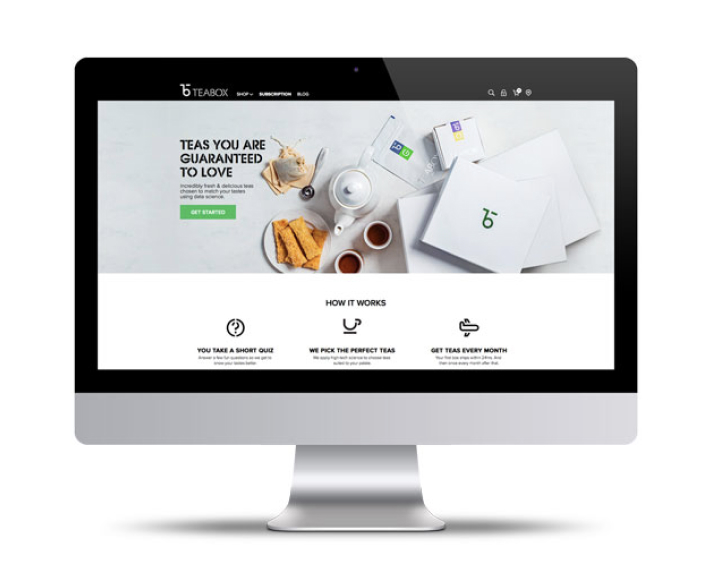 TEABOX SHOP SUBSCRIPTION BLOG
TEAS YOU ARE
GUARANTEED
TO LOVE
Incredibly fresh & delicious teas
chosen to match your tastes
using data science.
GET STARTED
HOW IT WORKS
YOU TAKE A SHORT QUIZ
Answer a few fun questions so we get to
know your tastes better.
WE PICK THE PERFECT TEAS
We apply high-tech science to choose teas
suited to your palate.
GET TEAS EVERY MONTH
Your first box ships within 24hrs. And
then once every month after that.